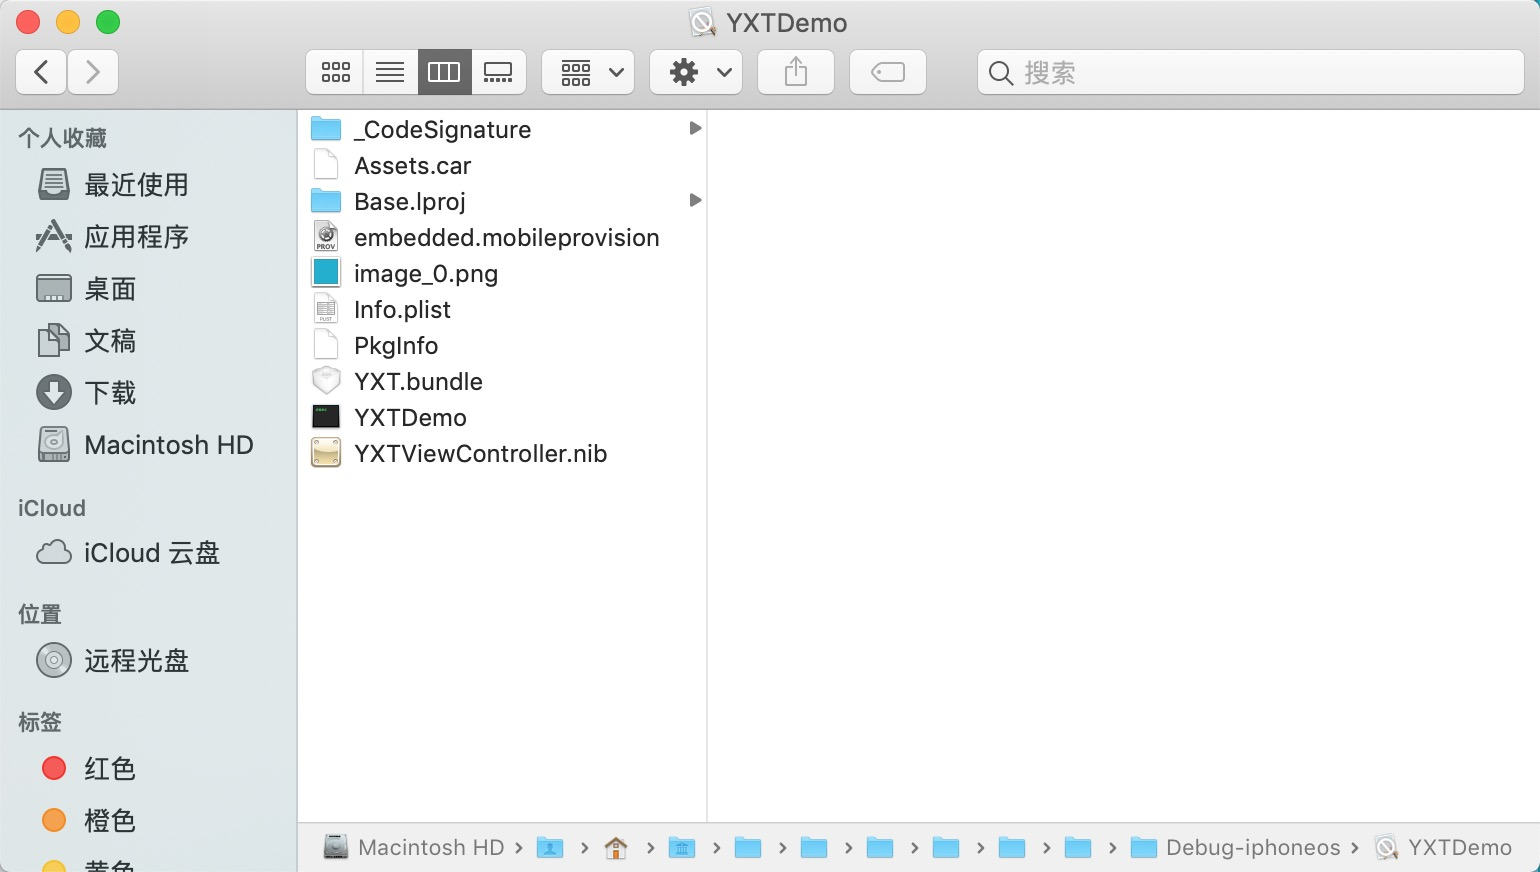 YXTDemo
搜索
个人收藏
最近使用
应用程序
桌面
文稿
下载
Macintosh HD
iCloud
iCloud 云盘
位置
远程光盘
标签
红色
橙色
黄色
_CodeSignature
Assets.car
Base.lproj
embedded.mobileprovision
image_0.png
Info.plist
PkgInfo
YXT.bundle
YXTDemo
YXTViewController.nib
Macintosh HD › › › › › › › › › › Debug-iphoneos › YXTDemo